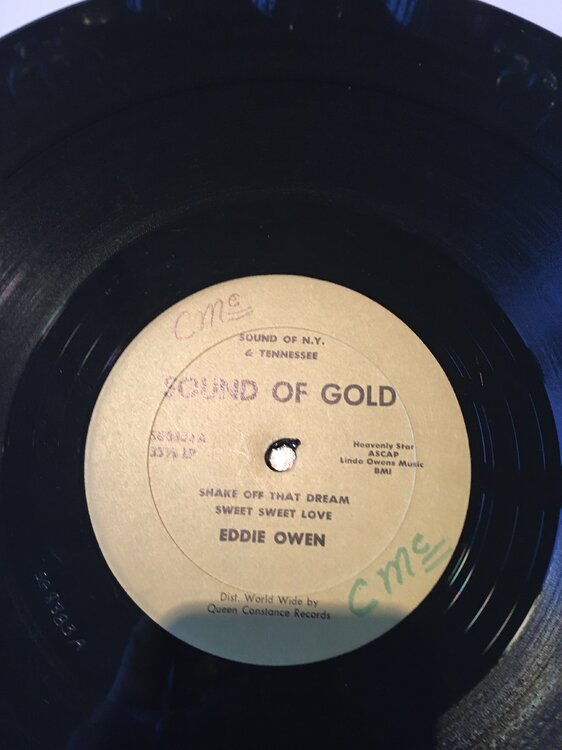 CMc
SOUND OF N.Y.
& TENNESSEE
SOUND OF GOLD
33⅓ LP
Heavenly Star
ASCAP
Linda Owens Music
BMI
SHAKE OFF THAT DREAM
SWEET SWEET LOVE
EDDIE OWEN
CMc
Dist. World Wide by
Queen Constance Records